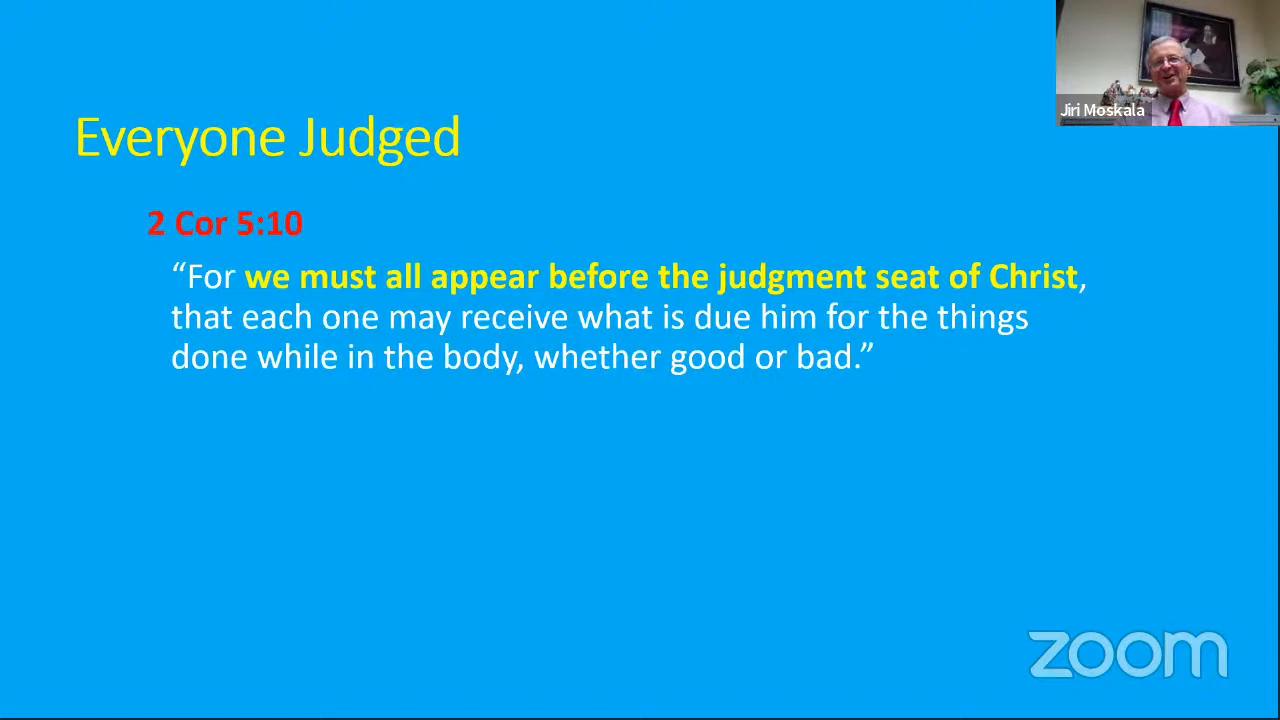 Jiri Moskala
Everyone Judged
2 Cor 5:10
“For we must all appear before the judgment seat of Christ,
that each one may receive what is due him for the things
done while in the body, whether good or bad.”
zoom